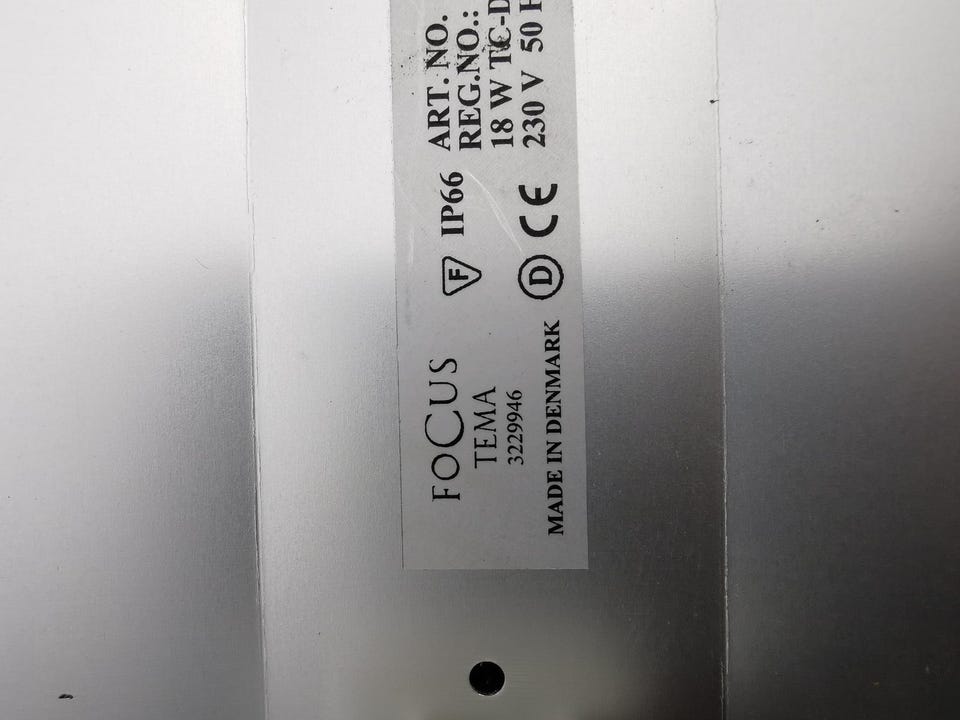 FOCUS
TEMA
3229946
MADE IN DENMARK
F IP66
D CE
ART. NO.
REG.NO.:
18 W TC-D
230 V 50 H